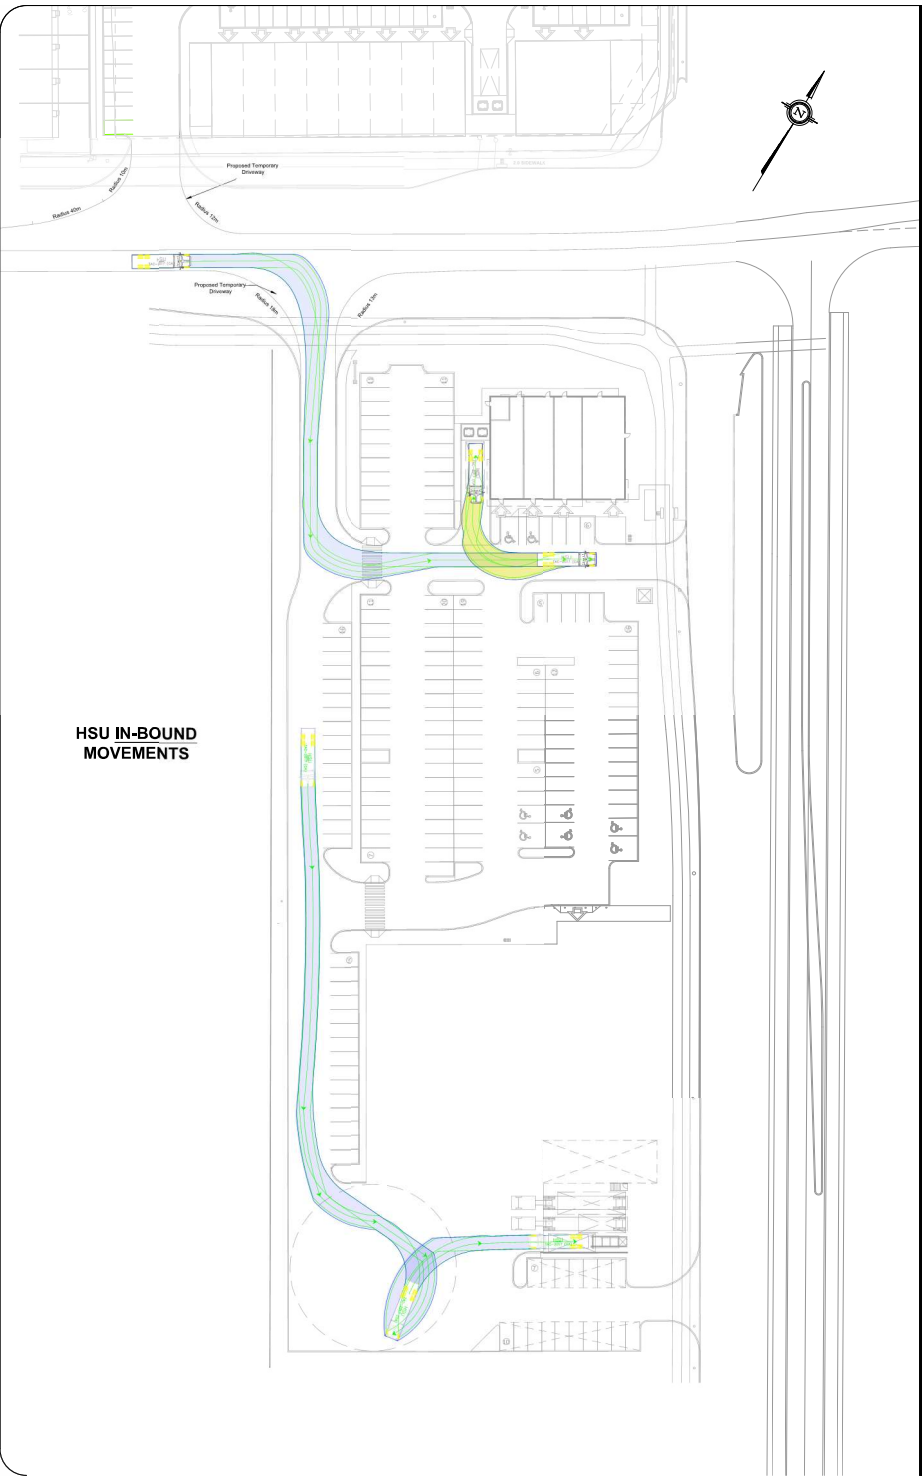 N
Proposed Temporary
Driveway
Radius 10m
Radius 40m
Radius 12m
Proposed Temporary
Driveway
Radius 18m
Radius 13m
HSU IN-BOUND
MOVEMENTS